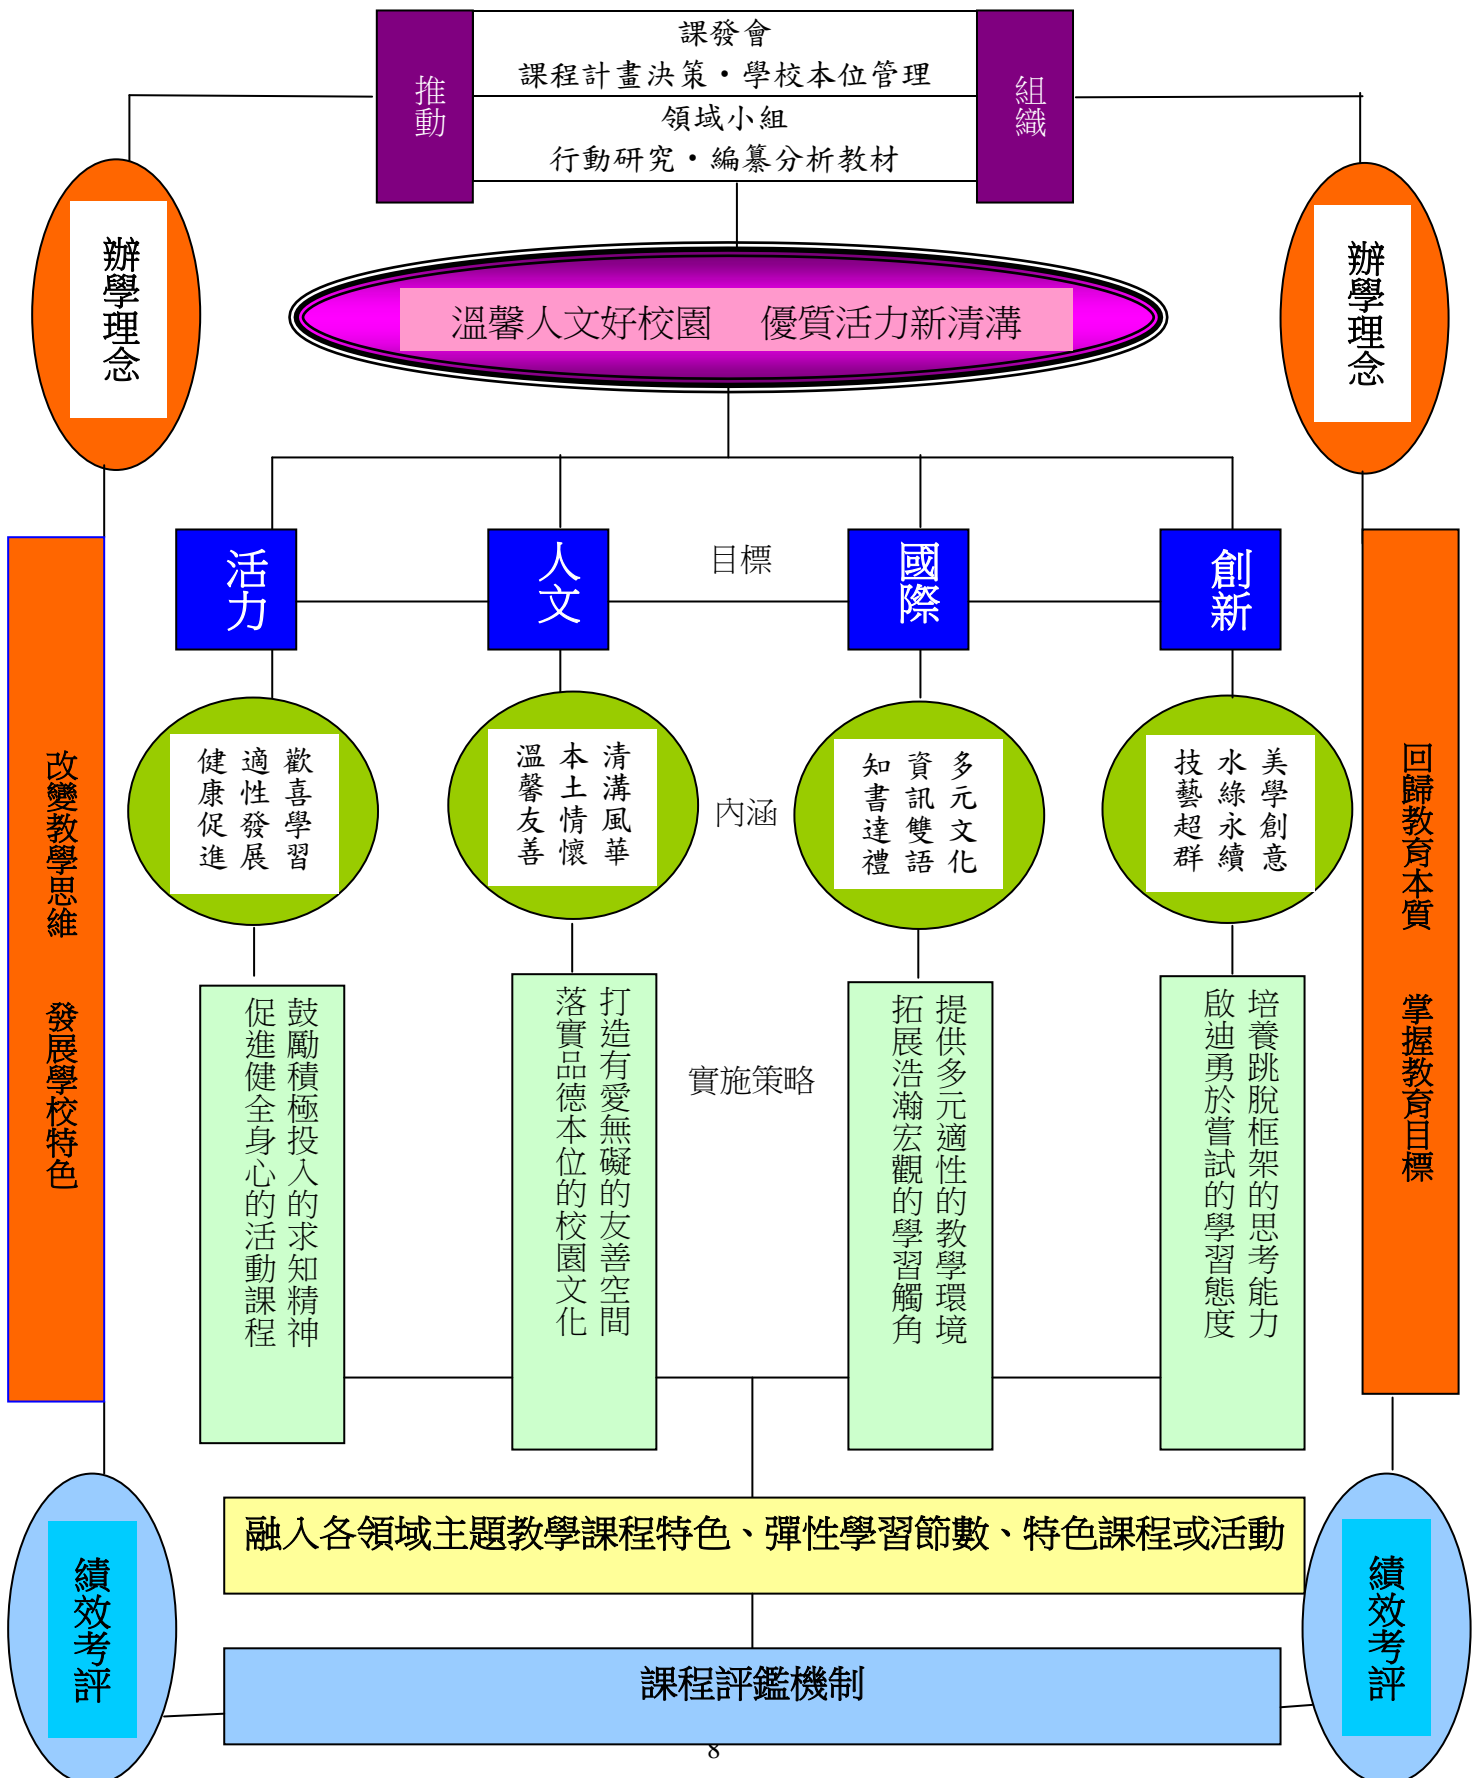 推動
課發會
課程計畫決策・學校本位管理
領域小組
行動研究・編纂分析教材
組織
辦學理念
溫馨人文好校園 優質活力新清溝
辦學理念
活力
人文
目標
國際
創新
歡喜學習
適性發展
健康促進
清溝風華
本土情懷
溫馨友善
內涵
多元文化
資訊雙語
知書達禮
美學創意
水綠永續
技藝超群
改變教學思維 發展學校特色
回歸教育本質 掌握教育目標
鼓勵積極投入的求知精神
促進健全身心的活動課程
打造有愛無礙的友善空間
落實品德本位的校園文化
實施策略
提供多元適性的教學環境
拓展浩瀚宏觀的學習觸角
培養跳脫框架的思考能力
啟迪勇於嘗試的學習態度
融入各領域主題教學課程特色、彈性學習節數、特色課程或活動
績效考評
課程評鑑機制
績效考評
8